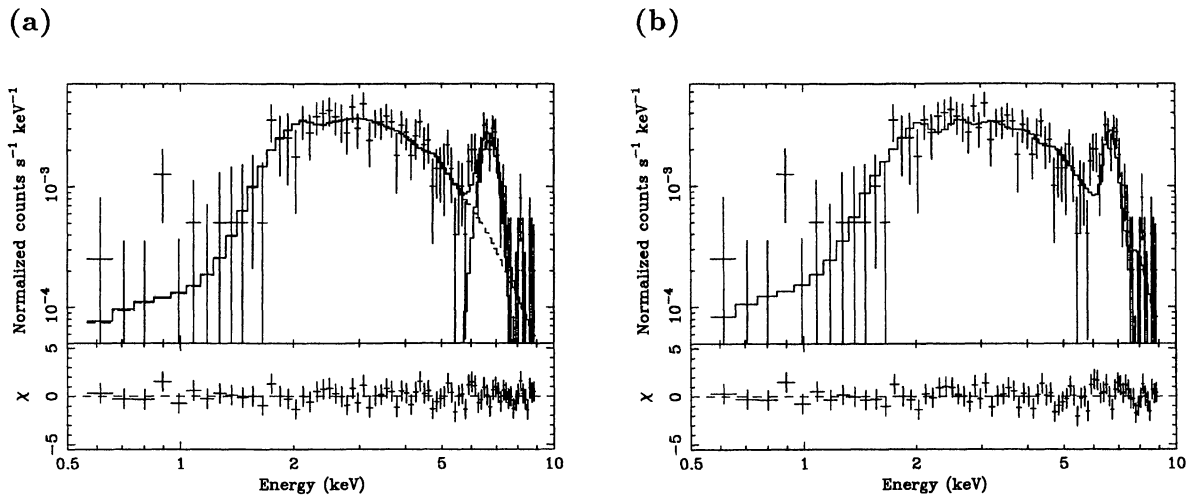 (a)
(b)
Normalized counts s⁻¹ keV⁻¹
10⁻³
10⁻⁴
χ
5
0
-5
0.5 1 2 5 10
Energy (keV)
Normalized counts s⁻¹ keV⁻¹
10⁻³
10⁻⁴
χ
5
0
-5
0.5 1 2 5 10
Energy (keV)